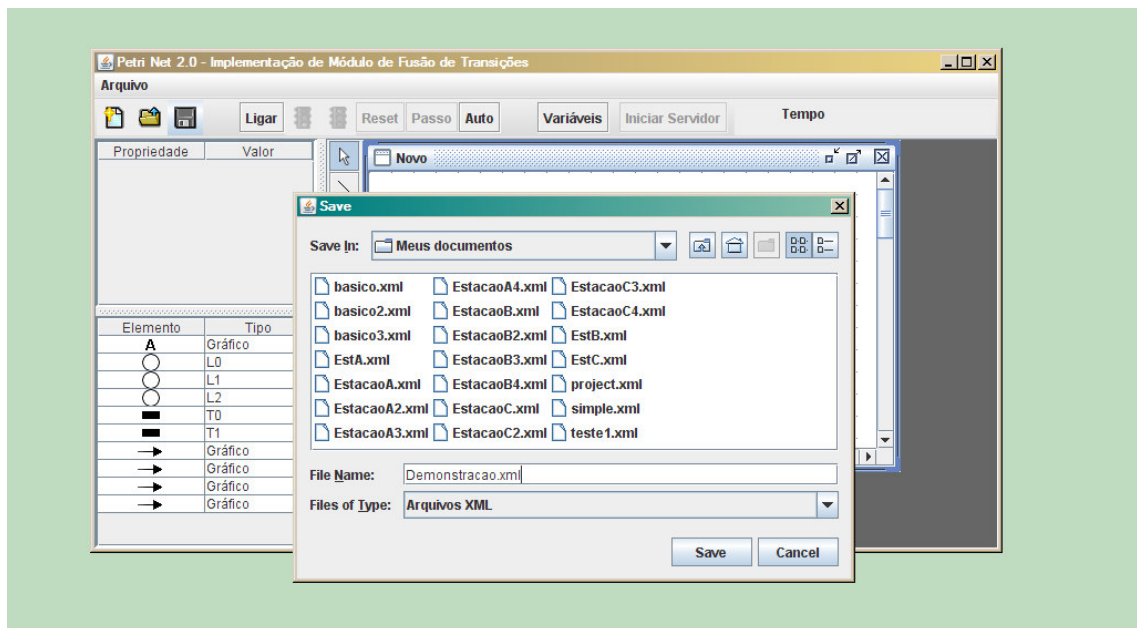 Petri Net 2.0 - Implementação de Módulo de Fusão de Transições
Arquivo
Ligar Reset Passo Auto Variáveis Iniciar Servidor Tempo
Propriedade Valor
Novo
Save
Save In: Meus documentos
basico.xml EstacaoA4.xml EstacaoC3.xml
basico2.xml EstacaoB.xml EstacaoC4.xml
basico3.xml EstacaoB2.xml EstB.xml
EstA.xml EstacaoB3.xml EstC.xml
EstacaoA.xml EstacaoB4.xml project.xml
EstacaoA2.xml EstacaoC.xml simple.xml
EstacaoA3.xml EstacaoC2.xml teste1.xml
File Name: Demonstracao.xml
Files of Type: Arquivos XML
Save Cancel
Elemento Tipo
A Gráfico
L0
L1
L2
T0
T1
Gráfico
Gráfico
Gráfico
Gráfico